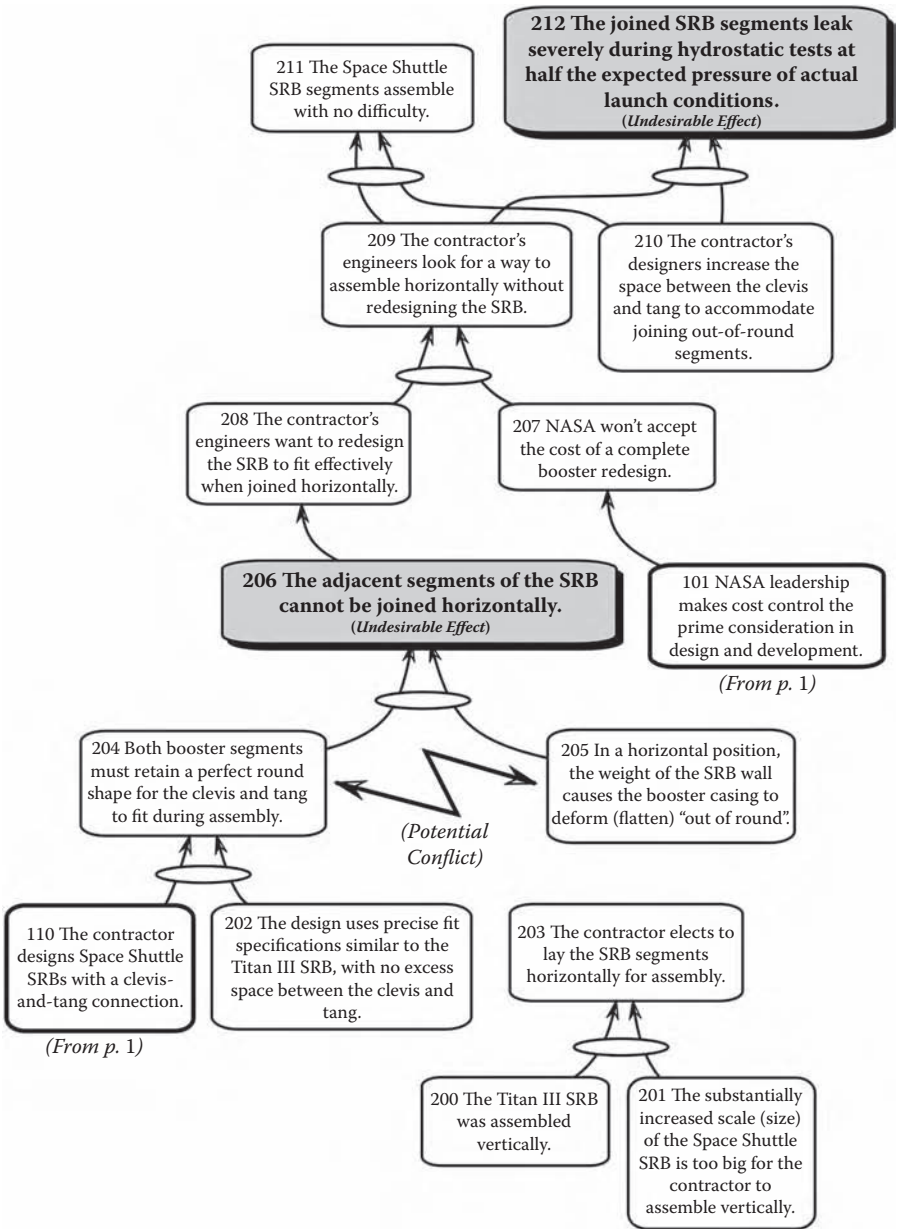 212 The joined SRB segments leak
severely during hydrostatic tests at
half the expected pressure of actual
launch conditions.
(Undesirable Effect)
211 The Space Shuttle
SRB segments assemble
with no difficulty.
209 The contractor's
engineers look for a way to
assemble horizontally without
redesigning the SRB.
210 The contractor's
designers increase the
space between the clevis
and tang to accommodate
joining out-of-round
segments.
208 The contractor's
engineers want to redesign
the SRB to fit effectively
when joined horizontally.
207 NASA won't accept
the cost of a complete
booster redesign.
206 The adjacent segments of the SRB
cannot be joined horizontally.
(Undesirable Effect)
101 NASA leadership
makes cost control the
prime consideration in
design and development.
(From p. 1)
204 Both booster segments
must retain a perfect round
shape for the clevis and tang
to fit during assembly.
(Potential
Conflict)
205 In a horizontal position,
the weight of the SRB wall
causes the booster casing to
deform (flatten) “out of round”.
110 The contractor
designs Space Shuttle
SRBs with a clevis-
and-tang connection.
(From p. 1)
202 The design uses precise fit
specifications similar to the
Titan III SRB, with no excess
space between the clevis and
tang.
203 The contractor elects to
lay the SRB segments
horizontally for assembly.
200 The Titan III SRB
was assembled
vertically.
201 The substantially
increased scale (size)
of the Space Shuttle
SRB is too big for the
contractor to
assemble vertically.